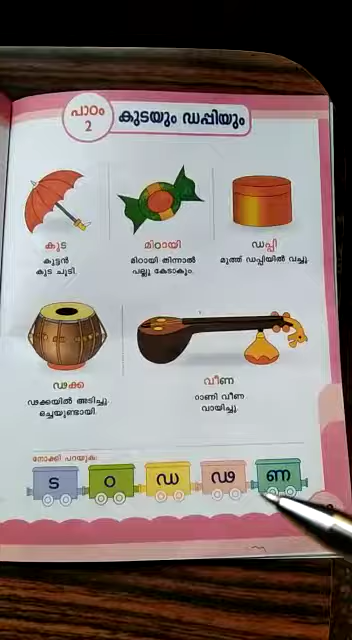 പാഠം
2
കുടയും ഡപ്പിയും
കുട
കുട്ടൻ
കുട ചൂടി.
മിഠായി
മിഠായി തിന്നാൽ
പല്ലു കേടാകും.
ഡപ്പി
മുത്ത് ഡപ്പിയിൽ വച്ചു.
ഢക്ക
ഢക്കയിൽ അടിച്ചു
ഒച്ചയുണ്ടായി.
വീണ
റാണി വീണ
വായിച്ചു.
നോക്കി പറയുക:
ട
ഠ
ഡ
ഢ
ണ